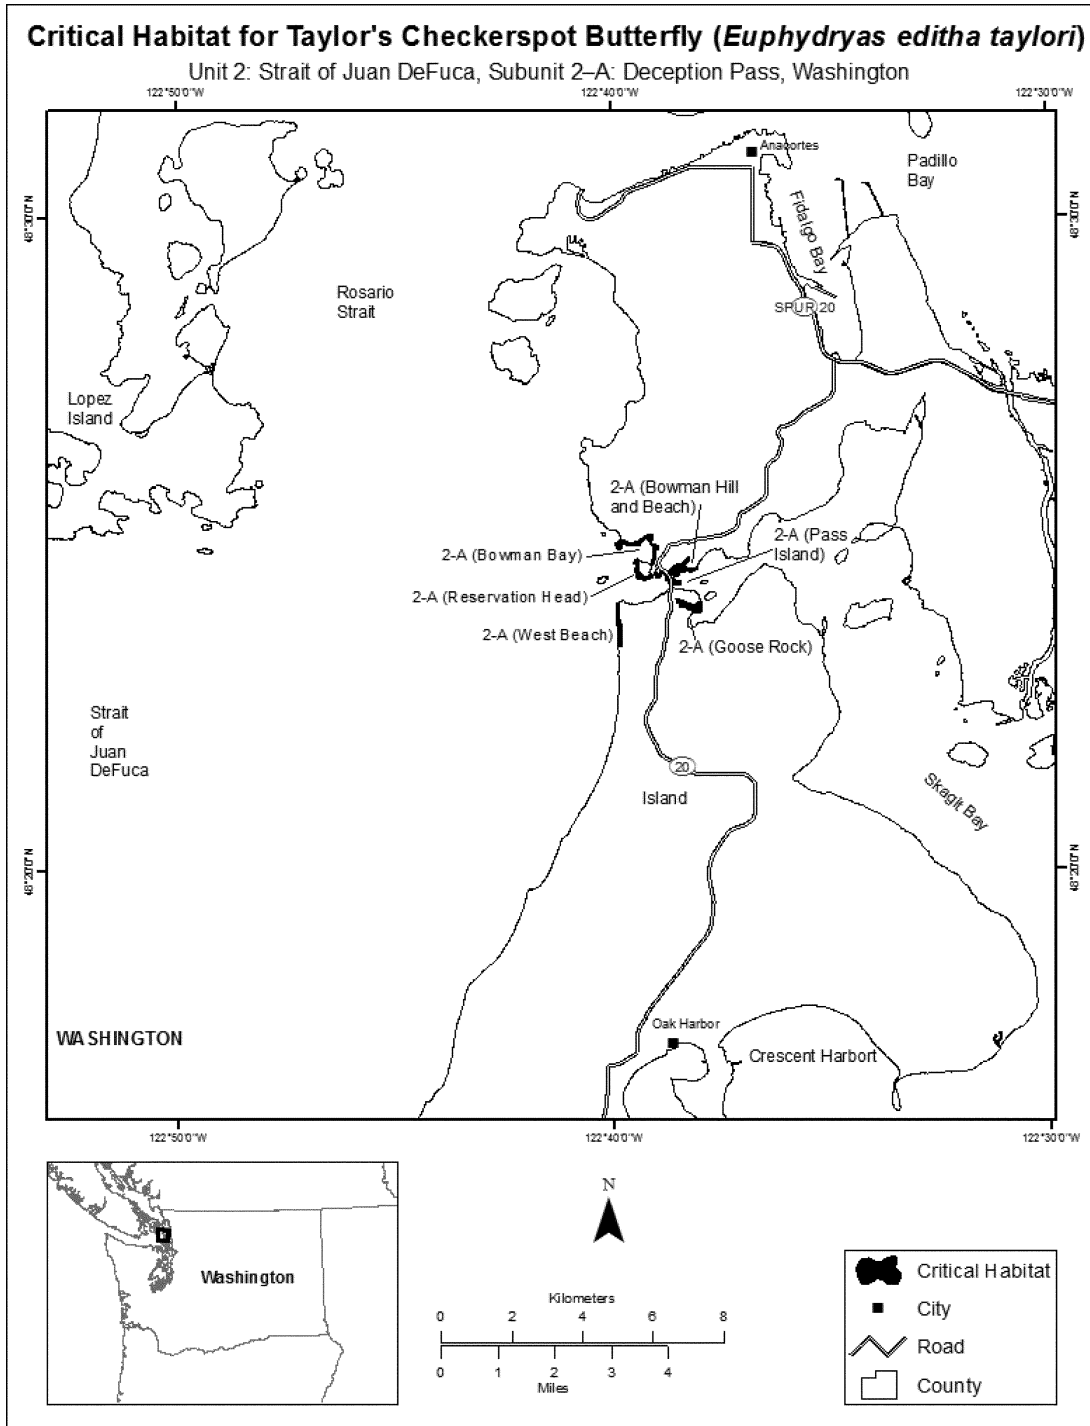 Critical Habitat for Taylor's Checkerspot Butterfly (Euphydryas editha taylori)
Unit 2: Strait of Juan DeFuca, Subunit 2–A: Deception Pass, Washington
122°50'0"W
122°40'0"W
122°30'0"W
Anacortes
Padillo
Bay
48°30'0"N
48°30'0"N
Fidalgo Bay
Rosario
Strait
SPUR 20
Lopez
Island
2-A (Bowman Hill
and Beach)
2-A (Pass
Island)
2-A (Bowman Bay)
2-A (Reservation Head)
2-A (West Beach)
2-A (Goose Rock)
Strait
of
Juan
DeFuca
20
Island
Skagit Bay
48°20'0"N
48°20'0"N
Oak Harbor
WASHINGTON
Crescent Harbort
122°50'0"W
122°40'0"W
122°30'0"W
Washington
N
Kilometers
0 2 4 6 8
0 1 2 3 4
Miles
Critical Habitat
City
Road
County